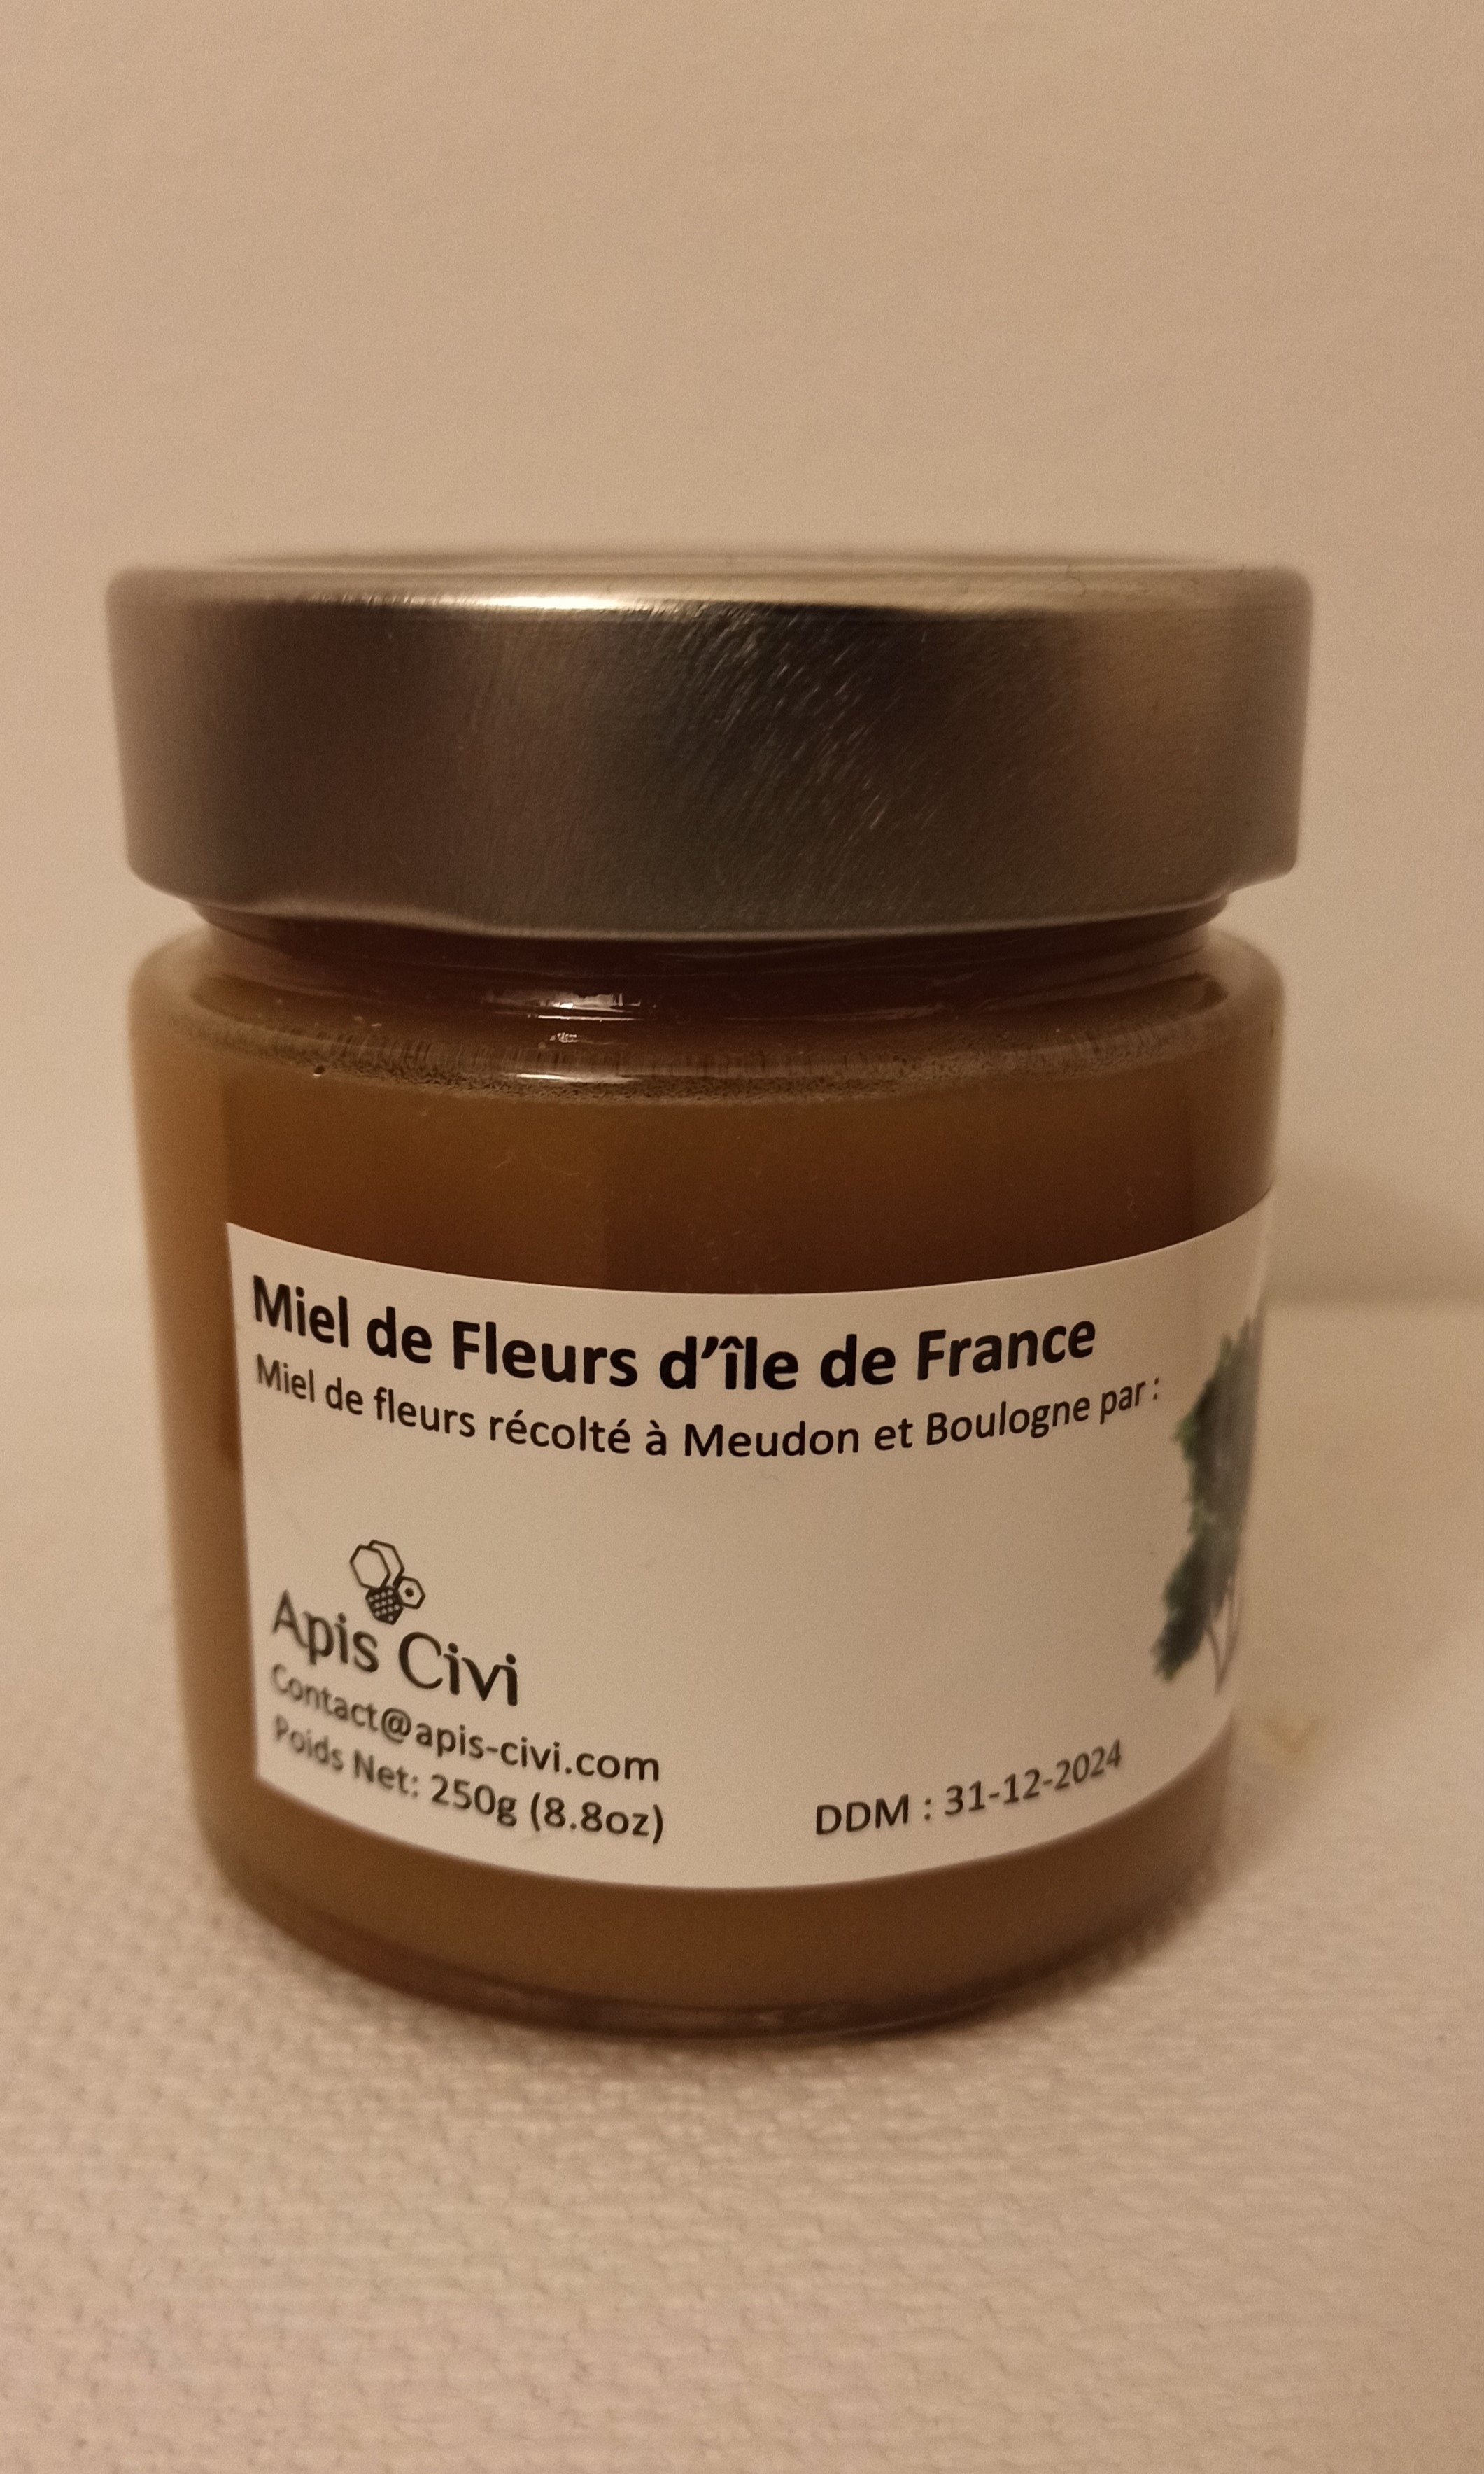 Miel de Fleurs d’île de France
Miel de fleurs récolté à Meudon et Boulogne par :
Apis Civi
Contact@apis-civi.com
Poids Net: 250g (8.8oz)
DDM : 31-12-2024